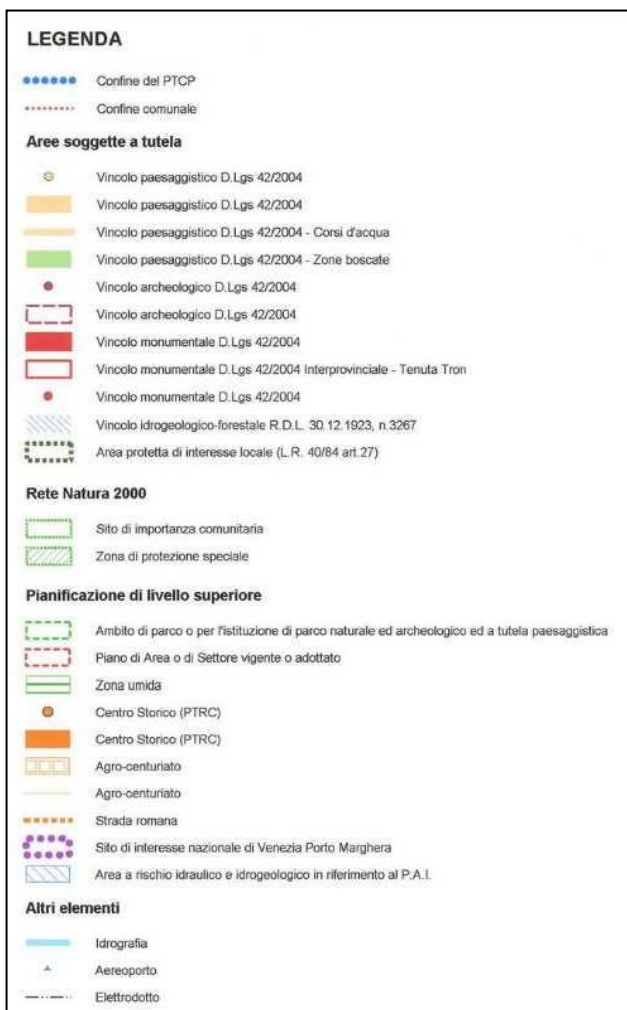 LEGENDA
Confine del PTCP
Confine comunale
Aree soggette a tutela
Vincolo paesaggistico D.Lgs 42/2004
Vincolo paesaggistico D.Lgs 42/2004
Vincolo paesaggistico D.Lgs 42/2004 - Corsi d'acqua
Vincolo paesaggistico D.Lgs 42/2004 - Zone boscate
Vincolo archeologico D.Lgs 42/2004
Vincolo archeologico D.Lgs 42/2004
Vincolo monumentale D.Lgs 42/2004
Vincolo monumentale D.Lgs 42/2004 Interprovinciale - Tenuta Tron
Vincolo monumentale D.Lgs 42/2004
Vincolo idrogeologico-forestale R.D.L. 30.12.1923, n.3267
Area protetta di interesse locale (L.R. 40/84 art.27)
Rete Natura 2000
Sito di importanza comunitaria
Zona di protezione speciale
Pianificazione di livello superiore
Ambito di parco o per l'istituzione di parco naturale ed archeologico ed a tutela paesaggistica
Piano di Area o di Settore vigente o adottato
Zona umida
Centro Storico (PTRC)
Centro Storico (PTRC)
Agro-centuriato
Agro-centuriato
Strada romana
Sito di interesse nazionale di Venezia Porto Marghera
Area a rischio idraulico e idrogeologico in riferimento al P.A.I.
Altri elementi
Idrografia
Aereoporto
Elettrodotto